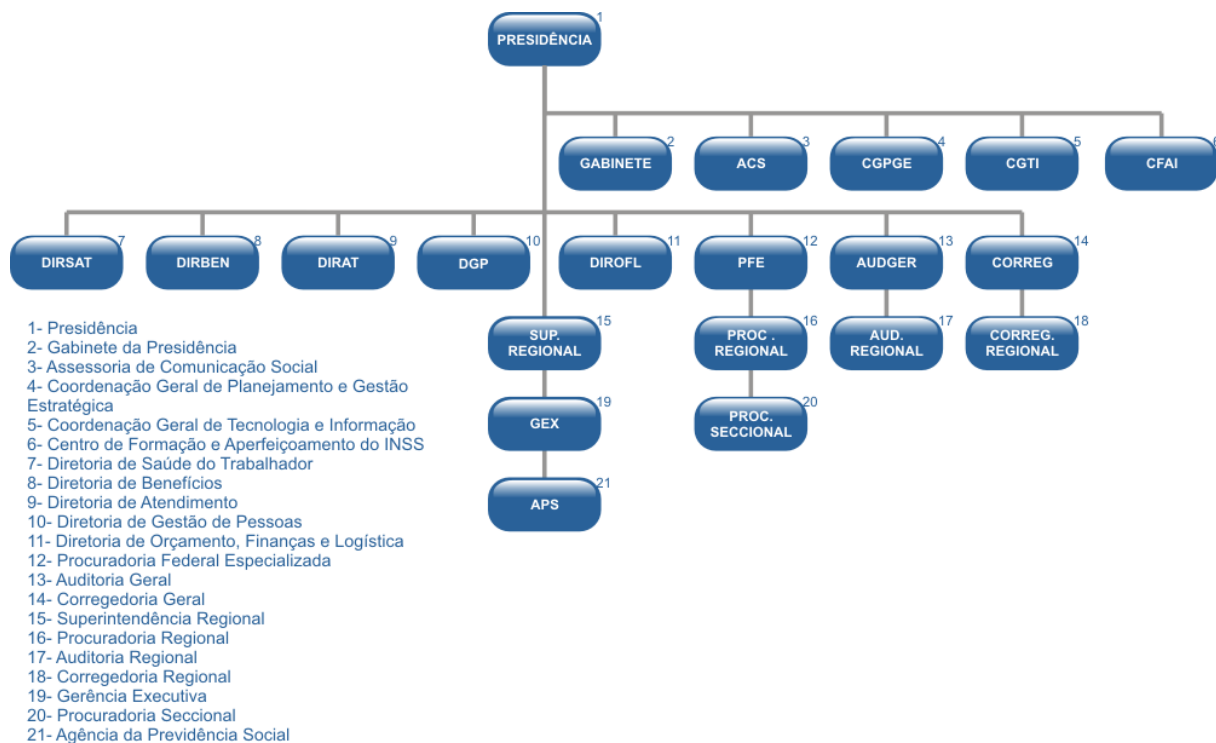 1
PRESIDÊNCIA
2
GABINETE
3
ACS
4
CGPGE
5
CGTI
6
CFAI
7
DIRSAT
8
DIRBEN
9
DIRAT
10
DGP
11
DIROFL
12
PFE
13
AUDGER
14
CORREG
15
SUP.
REGIONAL
16
PROC .
REGIONAL
17
AUD.
REGIONAL
18
CORREG.
REGIONAL
19
GEX
20
PROC.
SECCIONAL
21
APS
1- Presidência
2- Gabinete da Presidência
3- Assessoria de Comunicação Social
4- Coordenação Geral de Planejamento e Gestão
Estratégica
5- Coordenação Geral de Tecnologia e Informação
6- Centro de Formação e Aperfeiçoamento do INSS
7- Diretoria de Saúde do Trabalhador
8- Diretoria de Benefícios
9- Diretoria de Atendimento
10- Diretoria de Gestão de Pessoas
11- Diretoria de Orçamento, Finanças e Logística
12- Procuradoria Federal Especializada
13- Auditoria Geral
14- Corregedoria Geral
15- Superintendência Regional
16- Procuradoria Regional
17- Auditoria Regional
18- Corregedoria Regional
19- Gerência Executiva
20- Procuradoria Seccional
21- Agência da Previdência Social